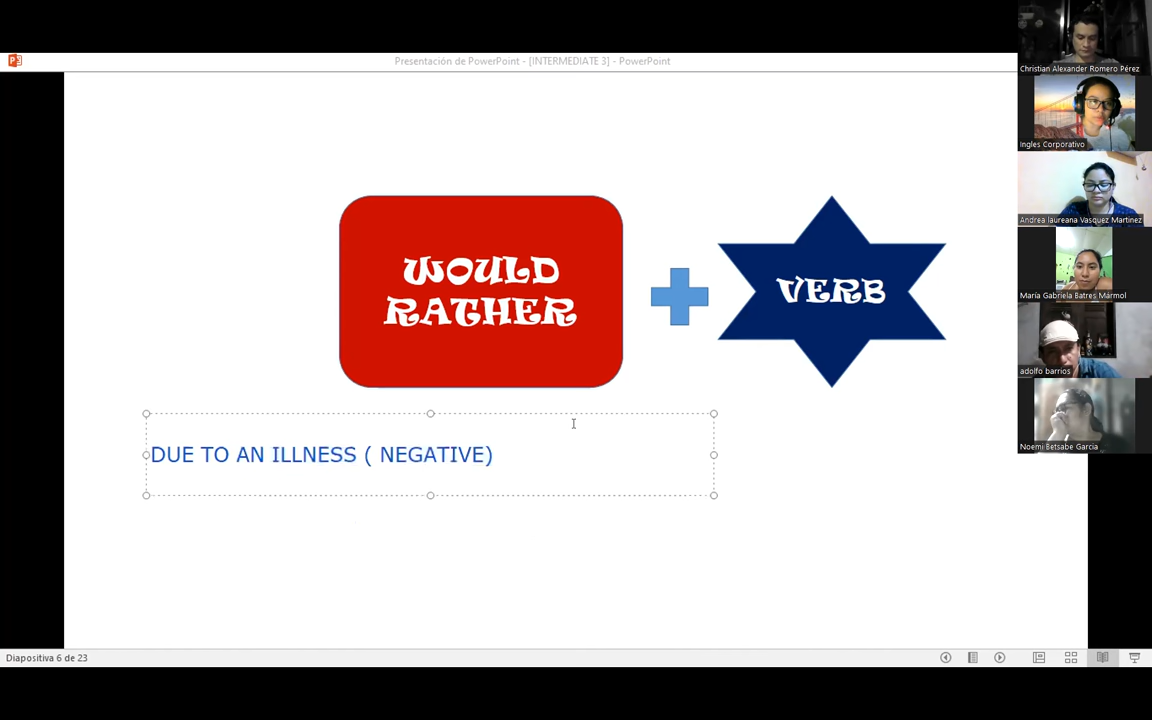 Presentación de PowerPoint - [INTERMEDIATE 3] - PowerPoint
WOULD
RATHER
VERB
DUE TO AN ILLNESS ( NEGATIVE)
Diapositiva 6 de 23
Christian Alexander Romero Pérez
Ingles Corporativo
Andrea laureana Vasquez Martinez
María Gabriela Batres Mármol
adolfo barrios
Noemi Betsabe Garcia